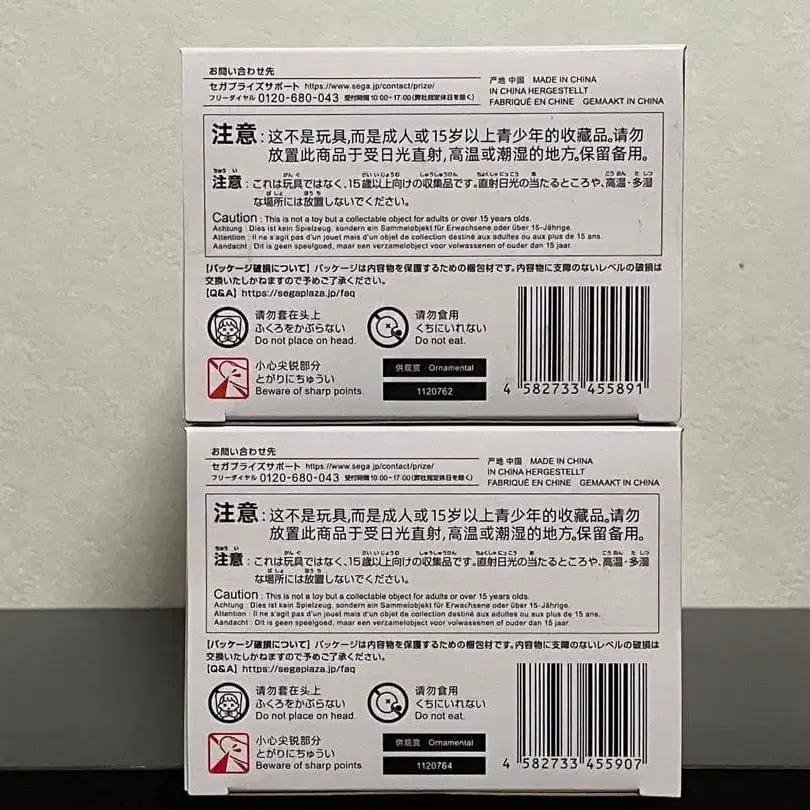 お問い合わせ先
セガプライズサポート https://www.sega.jp/contact/prize/
フリーダイヤル 0120-680-043 受付時間 10:00~17:00(弊社指定休日を除く)
产地 中国 MADE IN CHINA
IN CHINA HERGESTELLT
FABRIQUÉ EN CHINE GEMAAKT IN CHINA
注意:这不是玩具,而是成人或15岁以上青少年的收藏品。请勿
放置此商品于受日光直射,高温或潮湿的地方。保留备用。
注意:これは玩具ではなく、15歳以上向けの収集品です。直射日光の当たるところや、高温・多湿
な場所には放置しないでください。
Caution : This is not a toy but a collectable object for adults or over 15 years olds.
Achtung : Dies ist kein Spielzeug, sondern ein Sammelobjekt für Erwachsene oder über 15-Jährige.
Attention : Il ne s'agit pas d'un jouet mais d'un objet de collection destiné aux adultes ou aux plus de 15 ans.
Aandacht : Dit is geen speelgoed, maar een verzamelobject voor volwassenen of ouder dan 15 jaar.
【パッケージ破損について】パッケージは内容物を保護するための梱包材です。内容物に支障のないレベルの破損は
交換いたしかねますので予めご了承ください。
【Q&A】https://segaplaza.jp/faq
请勿套在头上
ふくろをかぶらない
Do not place on head.
请勿食用
くちにいれない
Do not eat.
小心尖锐部分
とがりにちゅうい
Beware of sharp points.
供观赏 Ornamental
1120762
4 582733 455891
お問い合わせ先
セガプライズサポート https://www.sega.jp/contact/prize/
フリーダイヤル 0120-680-043 受付時間 10:00~17:00(弊社指定休日を除く)
产地 中国 MADE IN CHINA
IN CHINA HERGESTELLT
FABRIQUÉ EN CHINE GEMAAKT IN CHINA
注意:这不是玩具,而是成人或15岁以上青少年的收藏品。请勿
放置此商品于受日光直射,高温或潮湿的地方。保留备用。
注意:これは玩具ではなく、15歳以上向けの収集品です。直射日光の当たるところや、高温・多湿
な場所には放置しないでください。
Caution : This is not a toy but a collectable object for adults or over 15 years olds.
Achtung : Dies ist kein Spielzeug, sondern ein Sammelobjekt für Erwachsene oder über 15-Jährige.
Attention : Il ne s'agit pas d'un jouet mais d'un objet de collection destiné aux adultes ou aux plus de 15 ans.
Aandacht : Dit is geen speelgoed, maar een verzamelobject voor volwassenen of ouder dan 15 jaar.
【パッケージ破損について】パッケージは内容物を保護するための梱包材です。内容物に支障のないレベルの破損は
交換いたしかねますので予めご了承ください。
【Q&A】https://segaplaza.jp/faq
请勿套在头上
ふくろをかぶらない
Do not place on head.
请勿食用
くちにいれない
Do not eat.
小心尖锐部分
とがりにちゅうい
Beware of sharp points.
供观赏 Ornamental
1120764
4 582733 455907